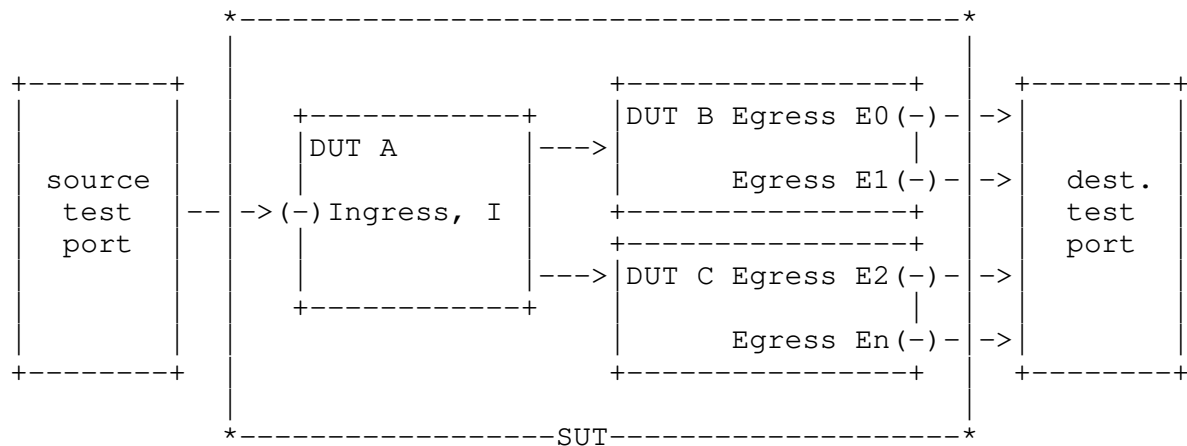 DUT B Egress E0
DUT A
source Egress E1 dest.
test Ingress, I test
port port
DUT C Egress E2
Egress En
SUT